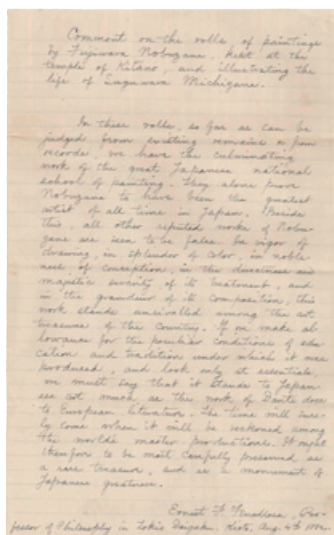 Comment on the rolls of paintings
by Fujiwara Nobuzane, kept at the
temple of Kitano, and illustrating the
life of Sugawara Michizane.
In these rolls, so far as can be
judged from existing remains & few
records, we have the culminating
work of the great Japanese national
school of painting. They alone prove
Nobuzane to have been the greatest
artist of all time in Japan. Beside
this, all other reputed works of Nobu-
zane are seen to be false. In vigor of
drawing, in splendor of color, in noble-
ness of conception, in the directness and
majestic severity of its treatment, and
in the grandeur of its composition, this
work stands unrivalled among the art
treasures of this Country. If we make al-
lowance for the peculiar conditions of edu-
cation and tradition under which it was
produced, and look only at essentials,
we must say that it stands to Japan-
ese art much as the work of Dante does
to European literature. The time will sure-
ly come when it will be reckoned among
the world's master productions. It ought
therefore to be most carefully preserved as
a rare treasure, and as a monument of
Japanese greatness.
Ernest F. Fenollosa, Pro-
fessor of Philosophy in Tokio Daigaku. Kioto, Aug. 4th